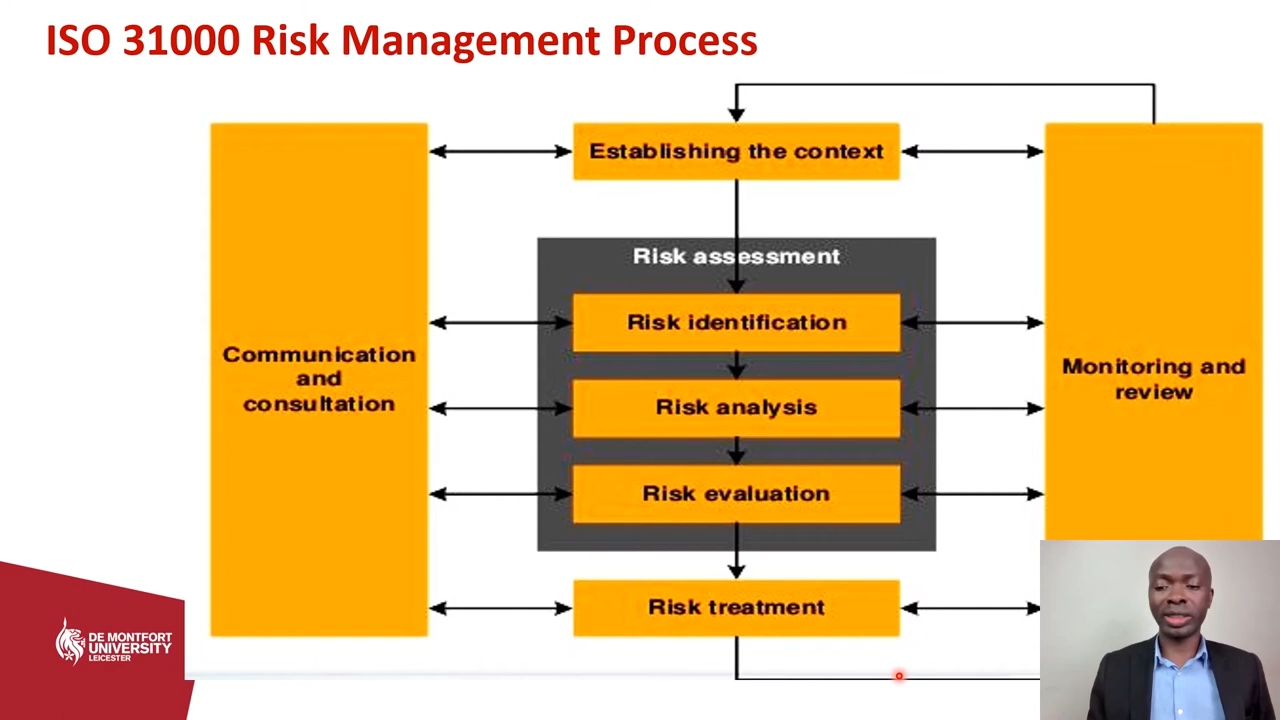 ISO 31000 Risk Management Process
Establishing the context
Risk assessment
Risk identification
Communication
and
consultation
Monitoring and
review
Risk analysis
Risk evaluation
Risk treatment
DE MONTFORT
UNIVERSITY
LEICESTER